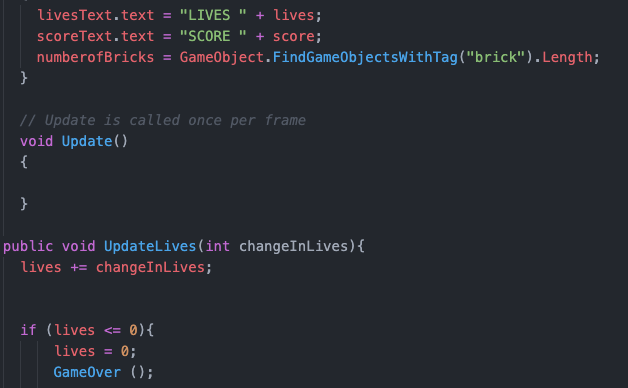 livesText.text = "LIVES " + lives;
scoreText.text = "SCORE " + score;
numberofBricks = GameObject.FindGameObjectsWithTag("brick").Length;
}
// Update is called once per frame
void Update()
{
}
public void UpdateLives(int changeInLives){
lives += changeInLives;
if (lives <= 0){
lives = 0;
GameOver ();